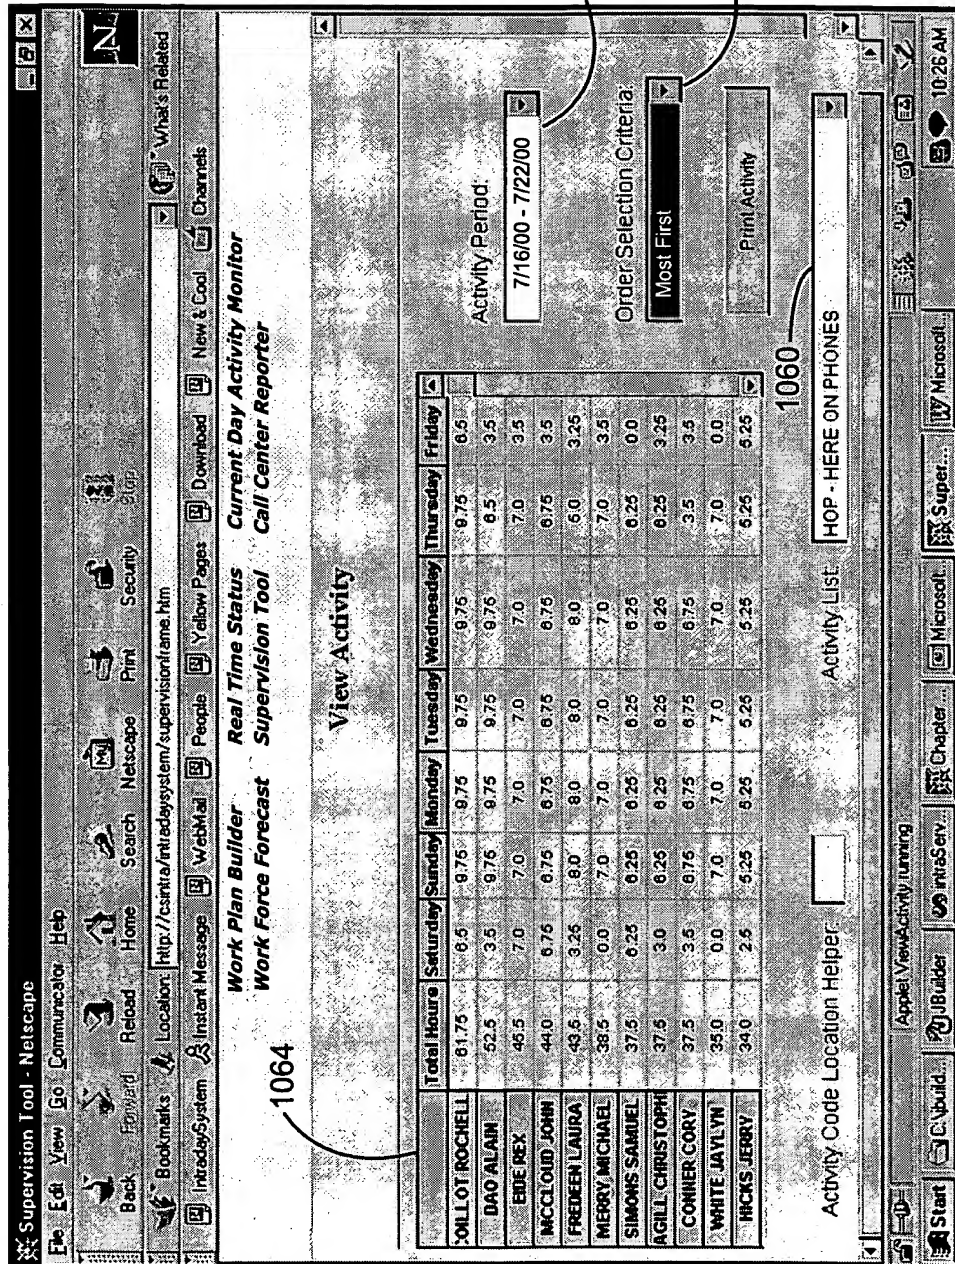 Supervision Tool - Netscape
File Edit View Go Communicator Help
Back Forward Reload Home Search Netscape Print Security Stop
Bookmarks Location: http://csintra/intradaysystem/supervisioniframe.htm What's Related
IntradaySystem Instant Message WebMail People Yellow Pages Download New & Cool Channels
Work Plan Builder Real Time Status Current Day Activity Monitor
Work Force Forecast Supervision Tool Call Center Reporter
View Activity
1064
Total Hours Saturday Sunday Monday Tuesday Wednesday Thursday Friday
OILLOT ROCHELL 61.75 6.5 9.75 9.75 9.75 9.75 9.75 6.5
DAO ALAIN 52.5 3.5 9.75 9.75 9.75 9.75 6.5 3.5
EIDE REX 45.5 7.0 7.0 7.0 7.0 7.0 7.0 3.5
MCCLOUD JOHN 44.0 6.75 6.75 6.75 6.75 6.75 6.75 3.5
FREDEEN LAURA 43.5 3.25 8.0 8.0 8.0 8.0 5.0 3.25
MERRY MICHAEL 38.5 0.0 7.0 7.0 7.0 7.0 7.0 3.5
SIMONS SAMUEL 37.5 6.25 6.25 6.25 6.25 6.25 6.25 0.0
AGILL CHRISTOPH 37.5 3.0 6.25 6.25 6.25 6.25 6.25 3.25
CONNER CORY 37.5 3.5 6.75 6.75 6.75 6.75 3.5 3.5
WHITE JAYLYN 35.0 0.0 7.0 7.0 7.0 7.0 7.0 0.0
HICKS JERRY 34.0 2.5 5.25 5.25 5.25 5.25 5.25 5.25
Activity Period:
7/16/00 - 7/22/00
Order Selection Criteria:
Most First
Print Activity
1060
Activity Code Location Helper: Activity List: HOP - HERE ON PHONES
Applet ViewActivity running
Start C:\jbuild... JBuilder intraServ... Chapter... Microsoft... Super... Microsoft... 10:26 AM